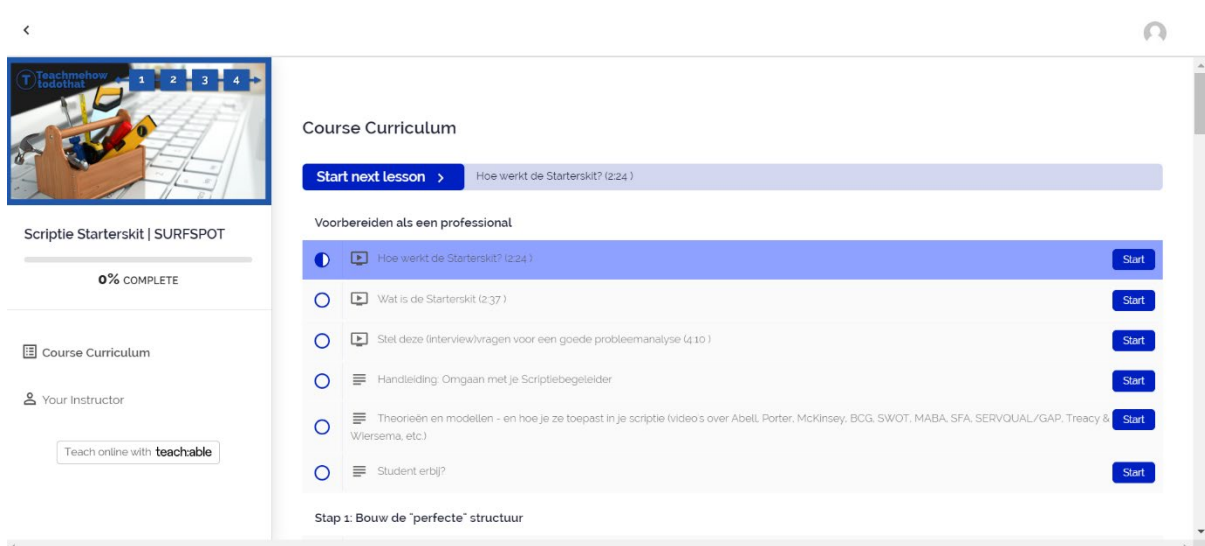 Teachmehow
todothat
T
1 2 3 4
Scriptie Starterskit | SURFSPOT
0% COMPLETE
Course Curriculum
Your Instructor
Teach online with teach:able
Course Curriculum
Start next lesson > Hoe werkt de Starterskit? (2:24 )
Voorbereiden als een professional
Hoe werkt de Starterskit? (2:24 ) Start
Wat is de Starterskit (2:37 ) Start
Stel deze (interview)vragen voor een goede probleemanalyse (4:10 ) Start
Handleiding: Omgaan met je Scriptiebegeleider Start
Theorieën en modellen - en hoe je ze toepast in je scriptie (video's over Abell, Porter, McKinsey, BCG, SWOT, MABA, SFA, SERVQUAL/GAP, Treacy & Start
Wiersema, etc.)
Student erbij? Start
Stap 1: Bouw de "perfecte" structuur